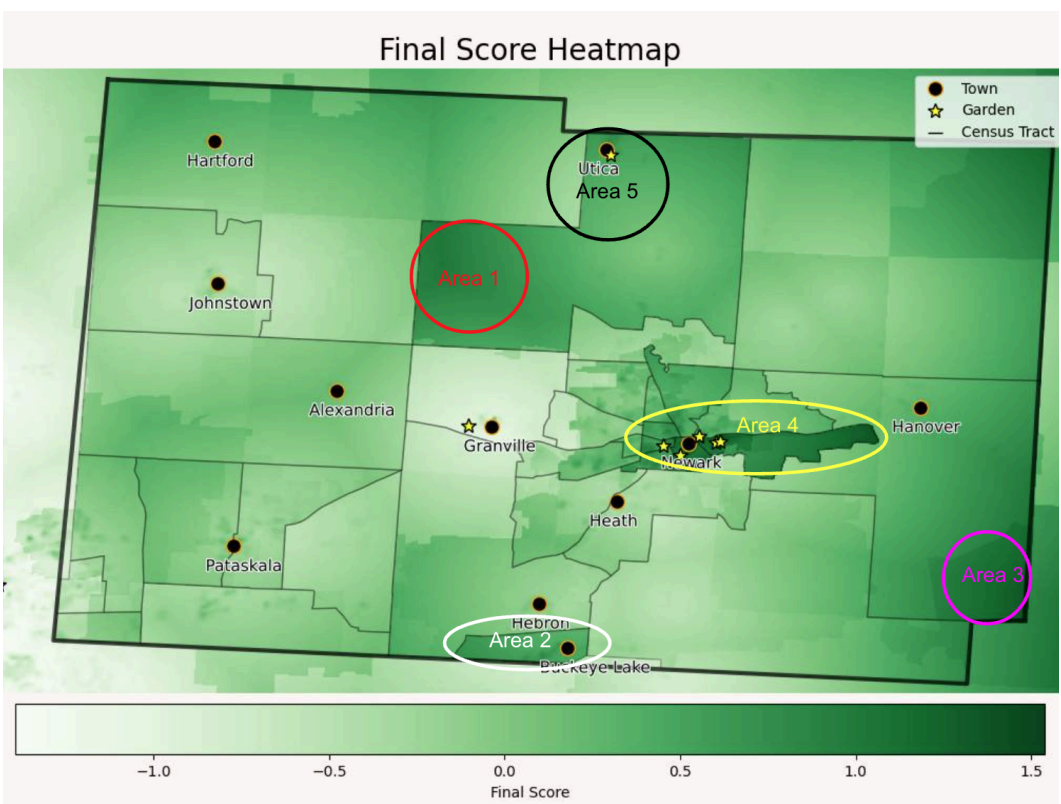 Final Score Heatmap
Town
Garden
Census Tract
Hartford
Utica
Area 5
Area 1
Johnstown
Alexandria
Granville
Area 4
Hanover
Newark
Heath
Pataskala
Area 3
Hebron
Area 2
Buckeye Lake
−1.0 −0.5 0.0 0.5 1.0 1.5
Final Score